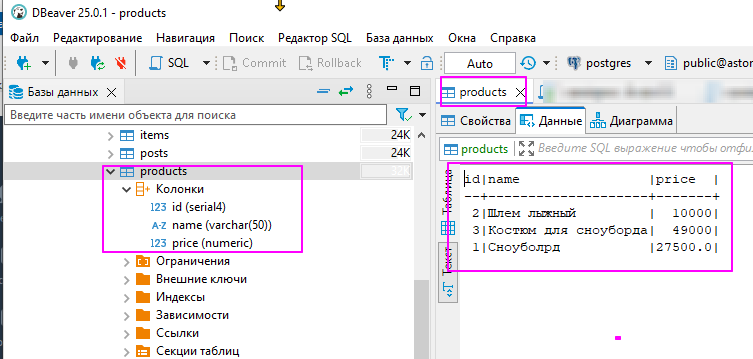 DBeaver 25.0.1 - products
Файл Редактирование Навигация Поиск Редактор SQL База данных Окна Справка
SQL Commit Rollback Auto postgres public@aston
Базы данных
products
Введите часть имени объекта для поиска
Свойства Данные Диаграмма
items 24K
posts 24K
products 32K
Колонки
123 id (serial4)
A-Z name (varchar(50))
123 price (numeric)
Ограничения
Внешние ключи
Индексы
Зависимости
Ссылки
Секции таблиц
products Введите SQL выражение чтобы отфи
Таблица
Текст
id|name |price |
--+-------------------+-------+
2|Шлем лыжный | 10000|
3|Костюм для сноуборда| 49000|
1|Сноуболрд |27500.0|